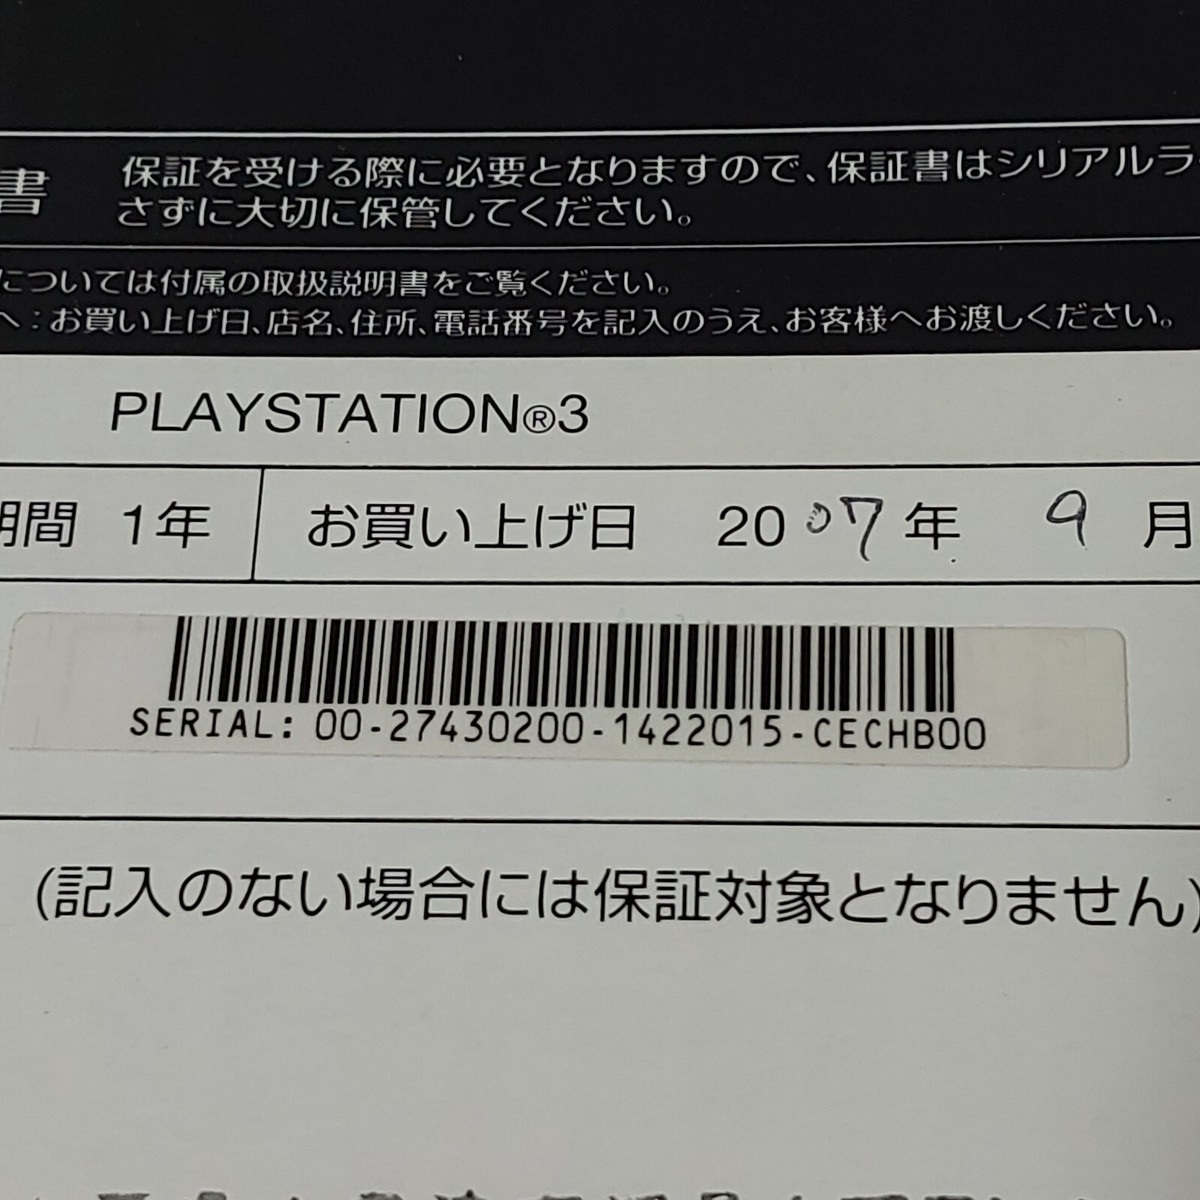 書 保証を受ける際に必要となりますので、保証書はシリアルラ
さずに大切に保管してください。
については付属の取扱説明書をご覧ください。
へ:お買い上げ日、店名、住所、電話番号を記入のうえ、お客様へお渡しください。
PLAYSTATION®3
期間 1年 お買い上げ日 2007年 9月
SERIAL: 00-27430200-1422015-CECHB00
(記入のない場合には保証対象となりません)